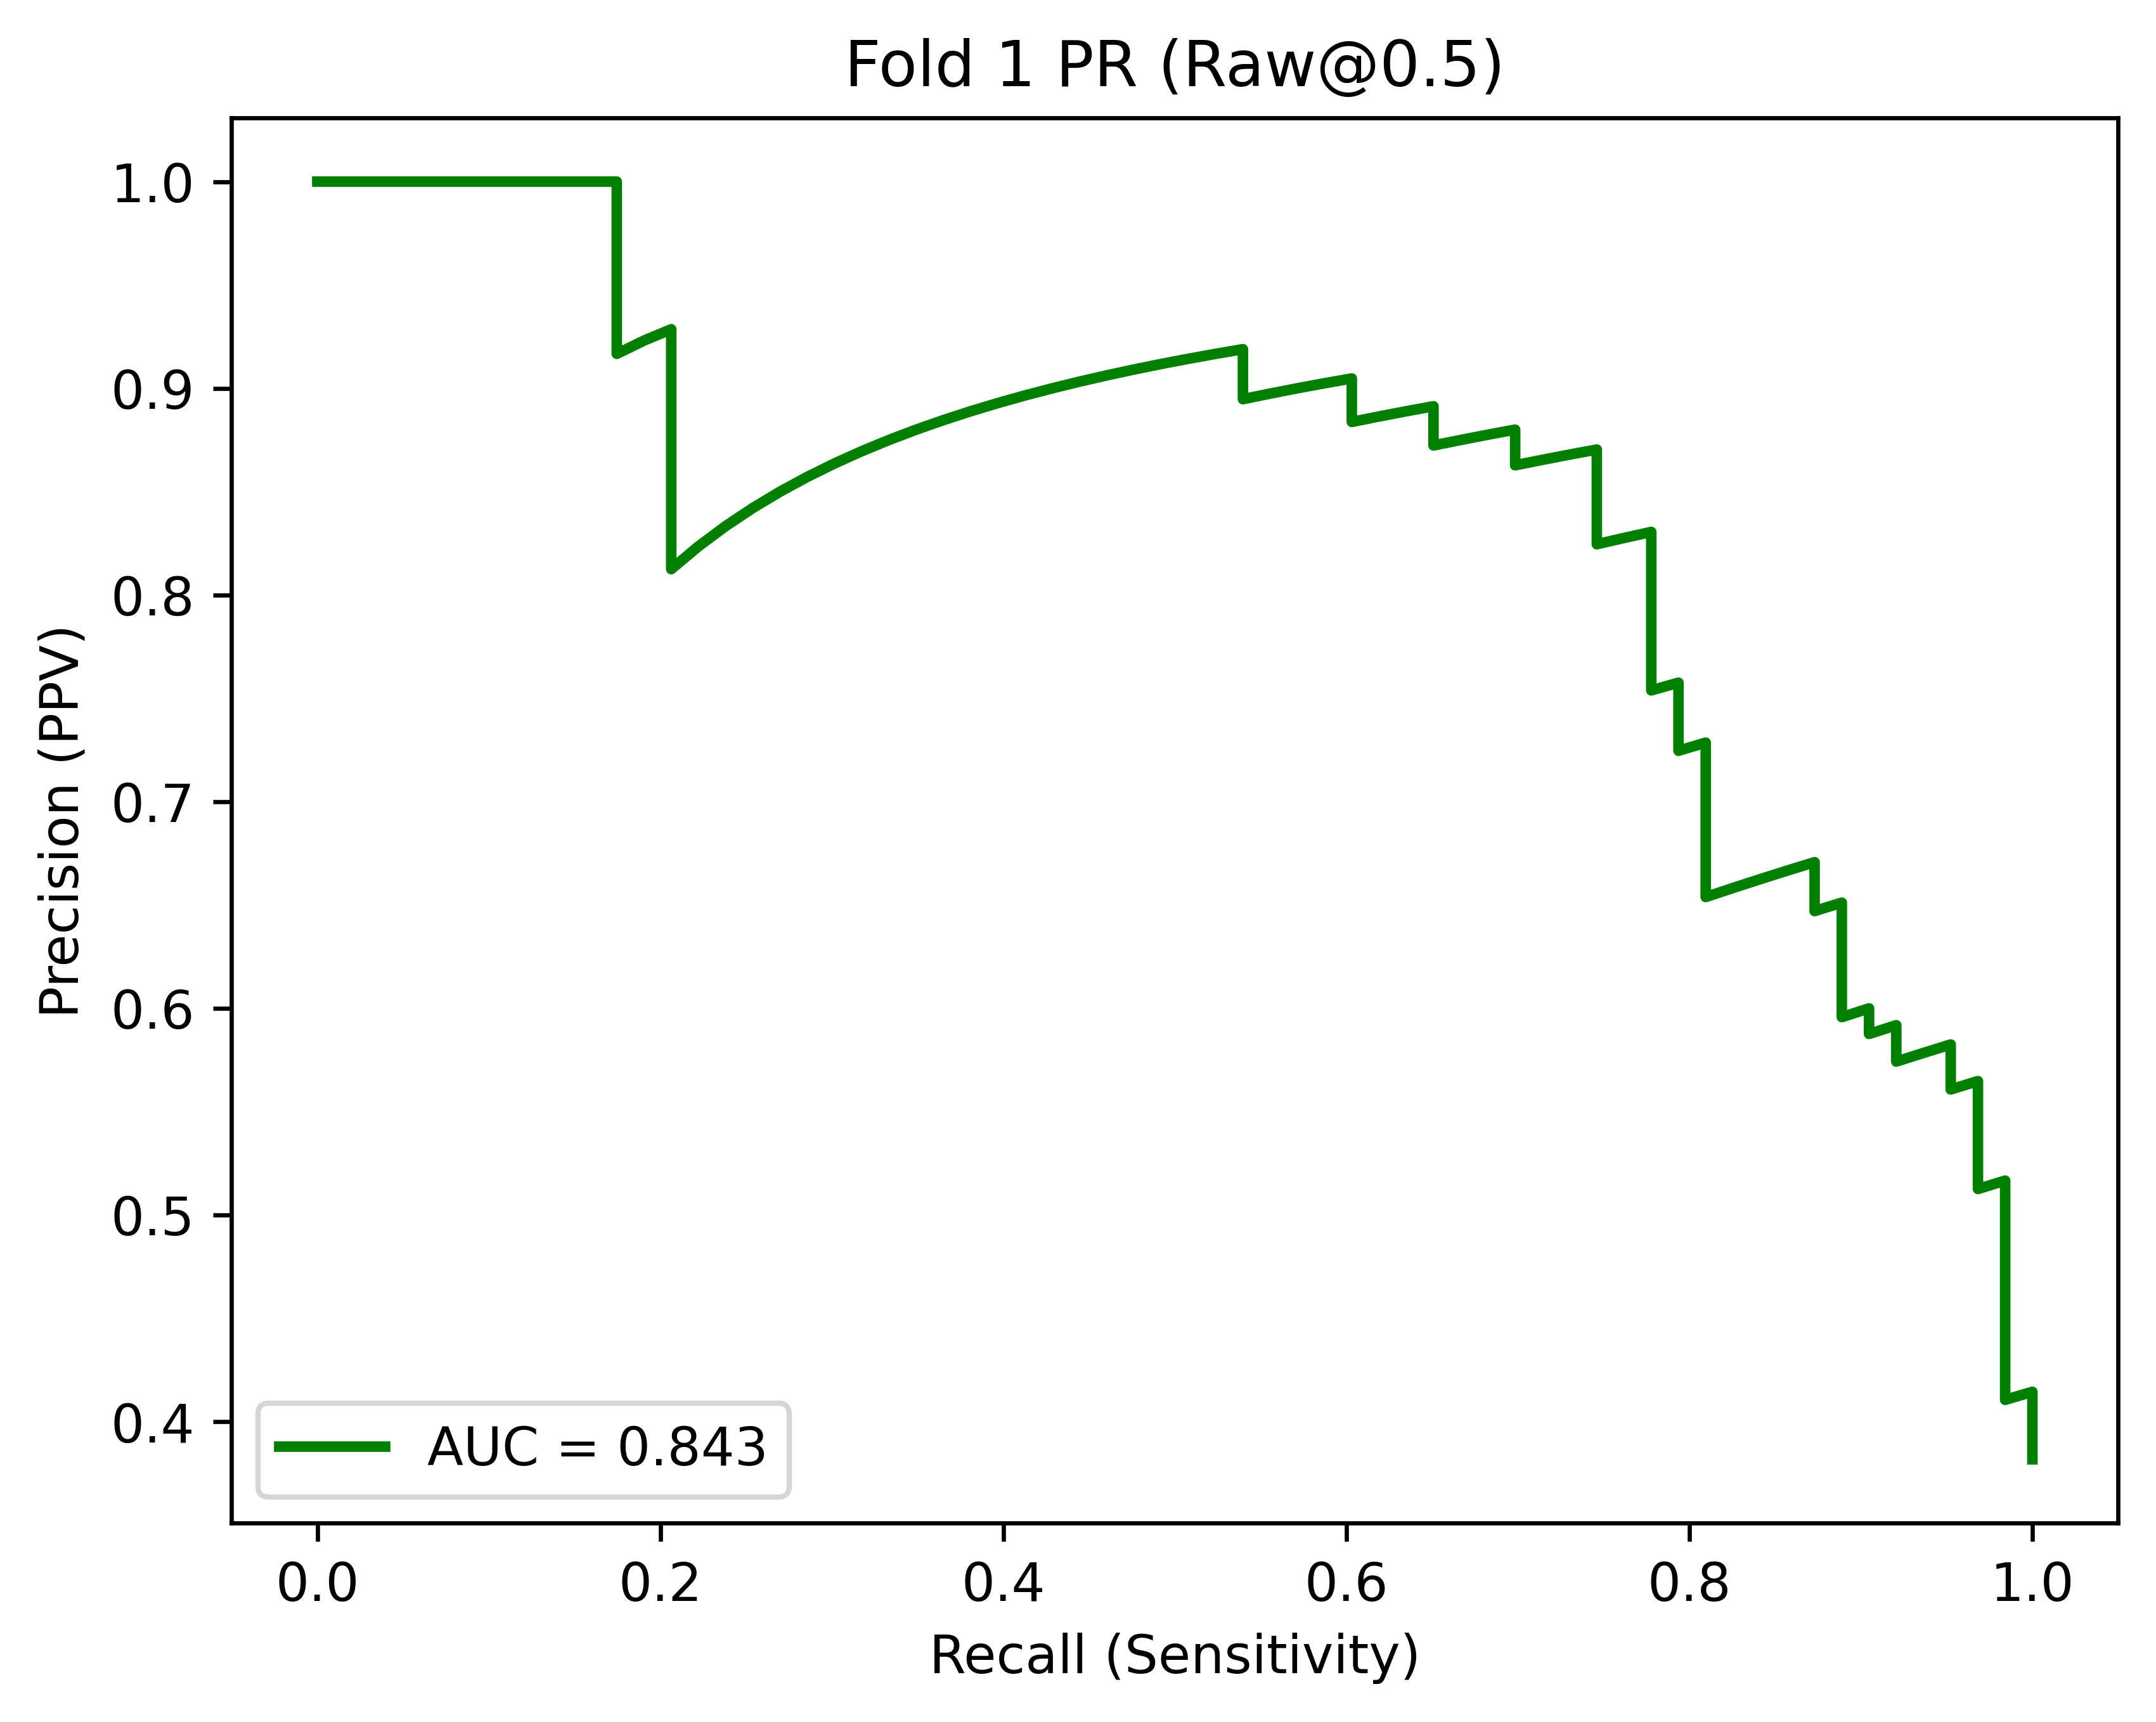 Fold 1 PR (Raw@0.5)
1.0
0.9
0.8
0.7
0.6
0.5
0.4
Precision (PPV)
AUC = 0.843
0.0 0.2 0.4 0.6 0.8 1.0
Recall (Sensitivity)